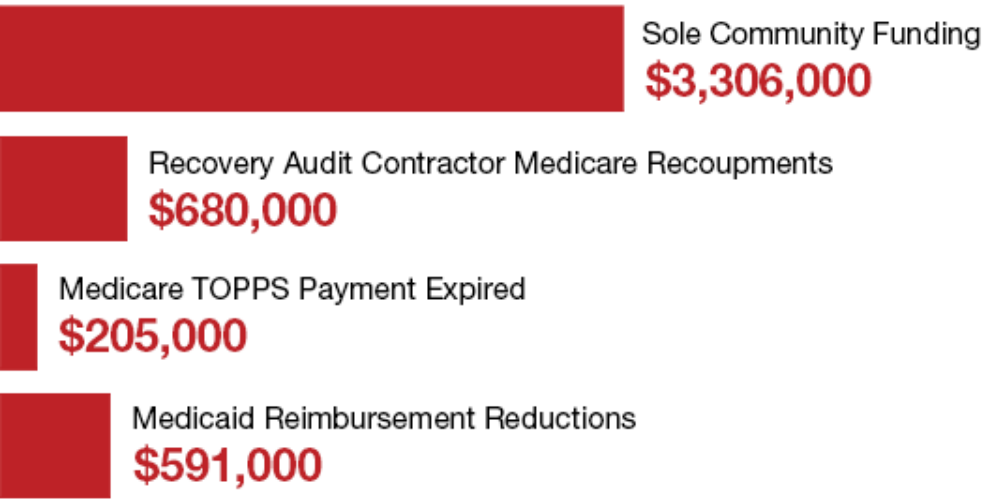 Sole Community Funding
$3,306,000
Recovery Audit Contractor Medicare Recoupments
$680,000
Medicare TOPPS Payment Expired
$205,000
Medicaid Reimbursement Reductions
$591,000